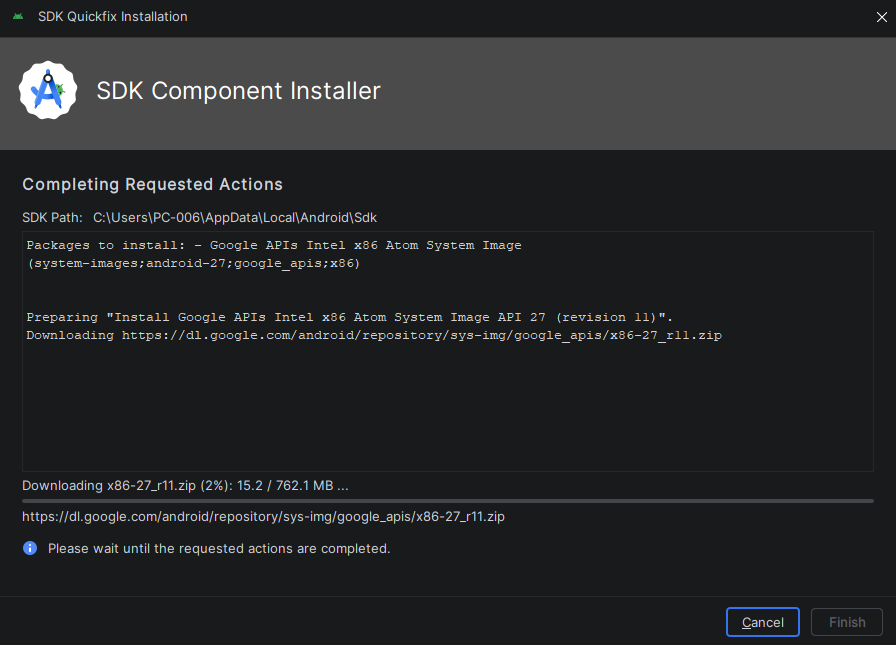 SDK Quickfix Installation
SDK Component Installer
Completing Requested Actions
SDK Path: C:\Users\PC-006\AppData\Local\Android\Sdk
Packages to install: - Google APIs Intel x86 Atom System Image
(system-images;android-27;google_apis;x86)
Preparing "Install Google APIs Intel x86 Atom System Image API 27 (revision 11)".
Downloading https://dl.google.com/android/repository/sys-img/google_apis/x86-27_r11.zip
Downloading x86-27_r11.zip (2%): 15.2 / 762.1 MB ...
https://dl.google.com/android/repository/sys-img/google_apis/x86-27_r11.zip
Please wait until the requested actions are completed.
Cancel
Finish